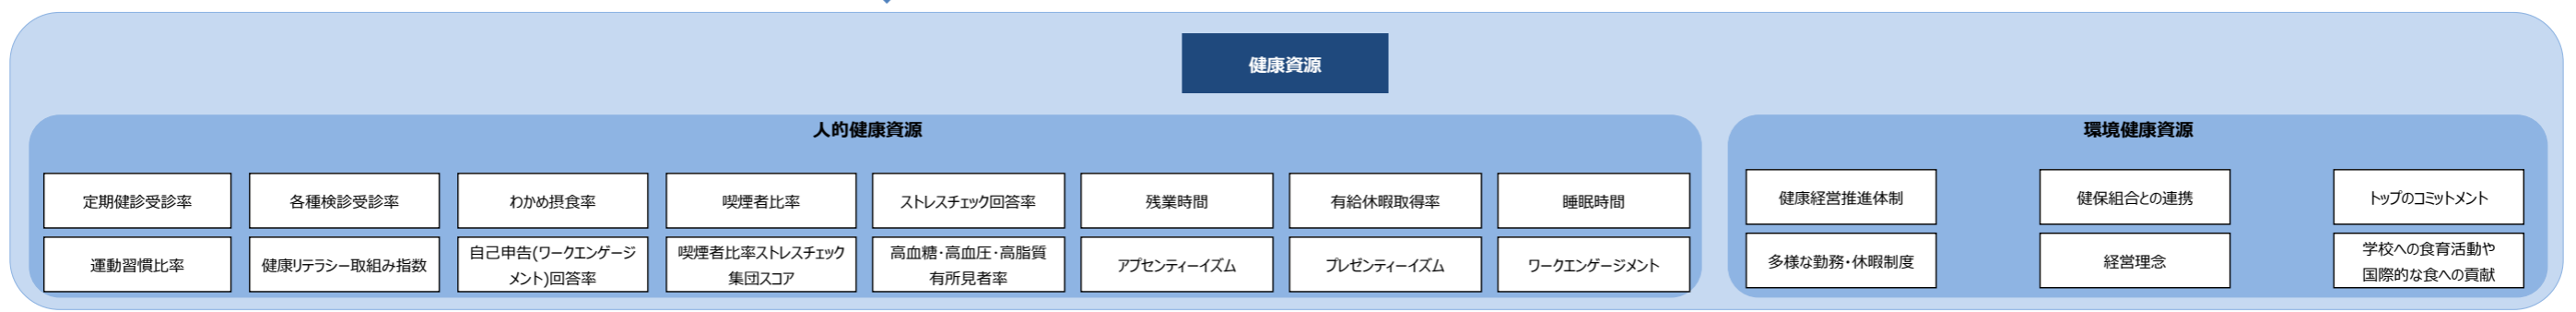 健康資源
人的健康資源
定期健診受診率
各種検診受診率
わかめ摂食率
喫煙者比率
ストレスチェック回答率
残業時間
有給休暇取得率
睡眠時間
運動習慣比率
健康リテラシー取組み指数
自己申告(ワークエンゲージ
メント)回答率
喫煙者比率ストレスチェック
集団スコア
高血糖・高血圧・高脂質
有所見者率
アプセンティーイズム
プレゼンティーイズム
ワークエンゲージメント
環境健康資源
健康経営推進体制
健保組合との連携
トップのコミットメント
多様な勤務・休暇制度
経営理念
学校への食育活動や
国際的な食への貢献